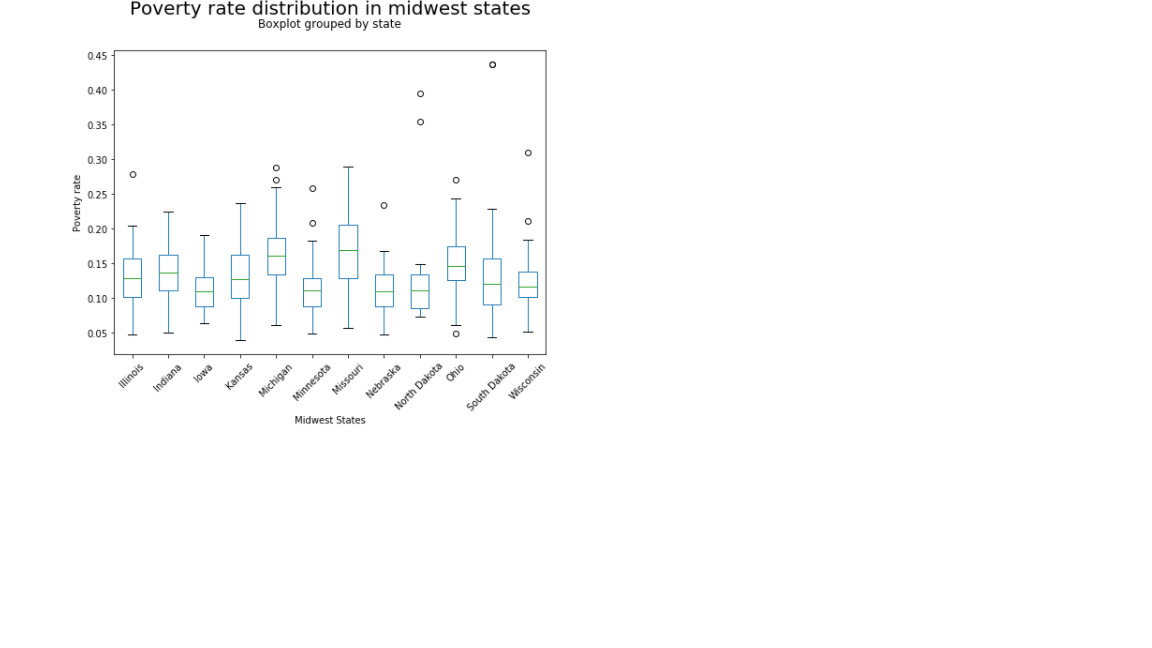 Poverty rate distribution in midwest states
Boxplot grouped by state
0.45
0.40
0.35
0.30
0.25
0.20
0.15
0.10
0.05
Poverty rate
Illinois
Indiana
Iowa
Kansas
Michigan
Minnesota
Missouri
Nebraska
North Dakota
Ohio
South Dakota
Wisconsin
Midwest States